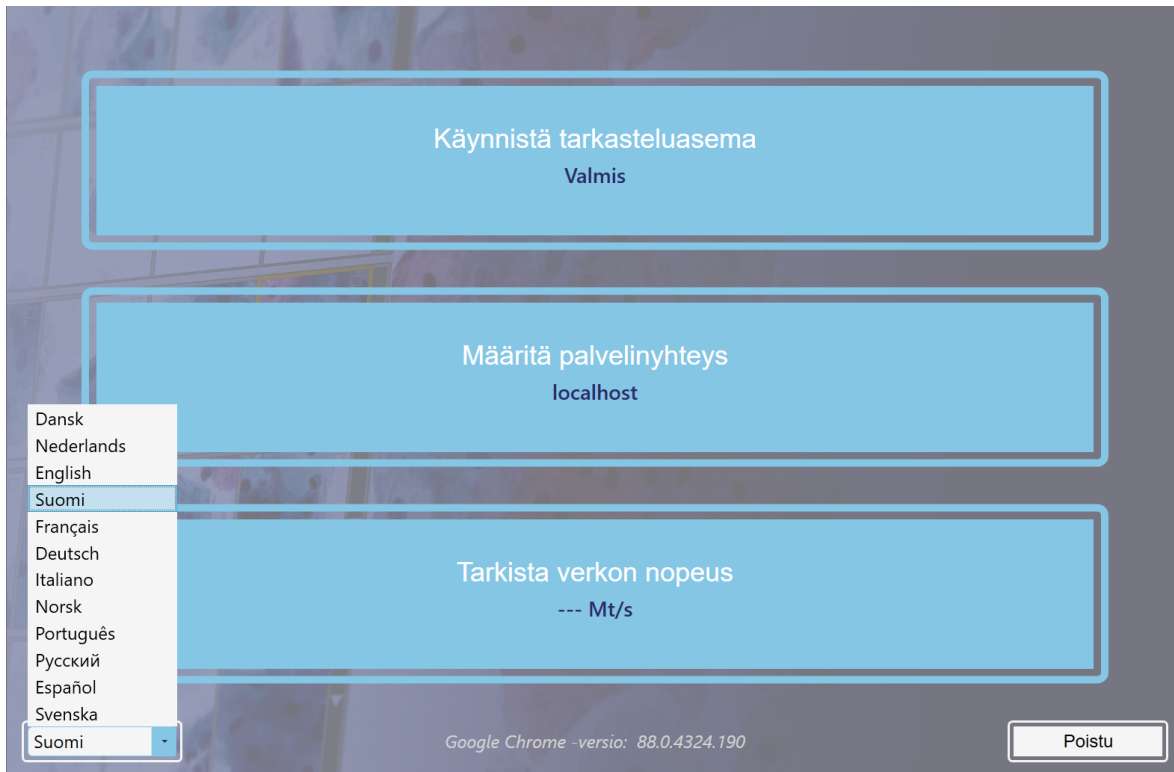 Käynnistä tarkasteluasema
Valmis
Määritä palvelinyhteys
localhost
Tarkista verkon nopeus
--- Mt/s
Dansk
Nederlands
English
Suomi
Français
Deutsch
Italiano
Norsk
Português
Русский
Español
Svenska
Suomi
Google Chrome -versio: 88.0.4324.190
Poistu